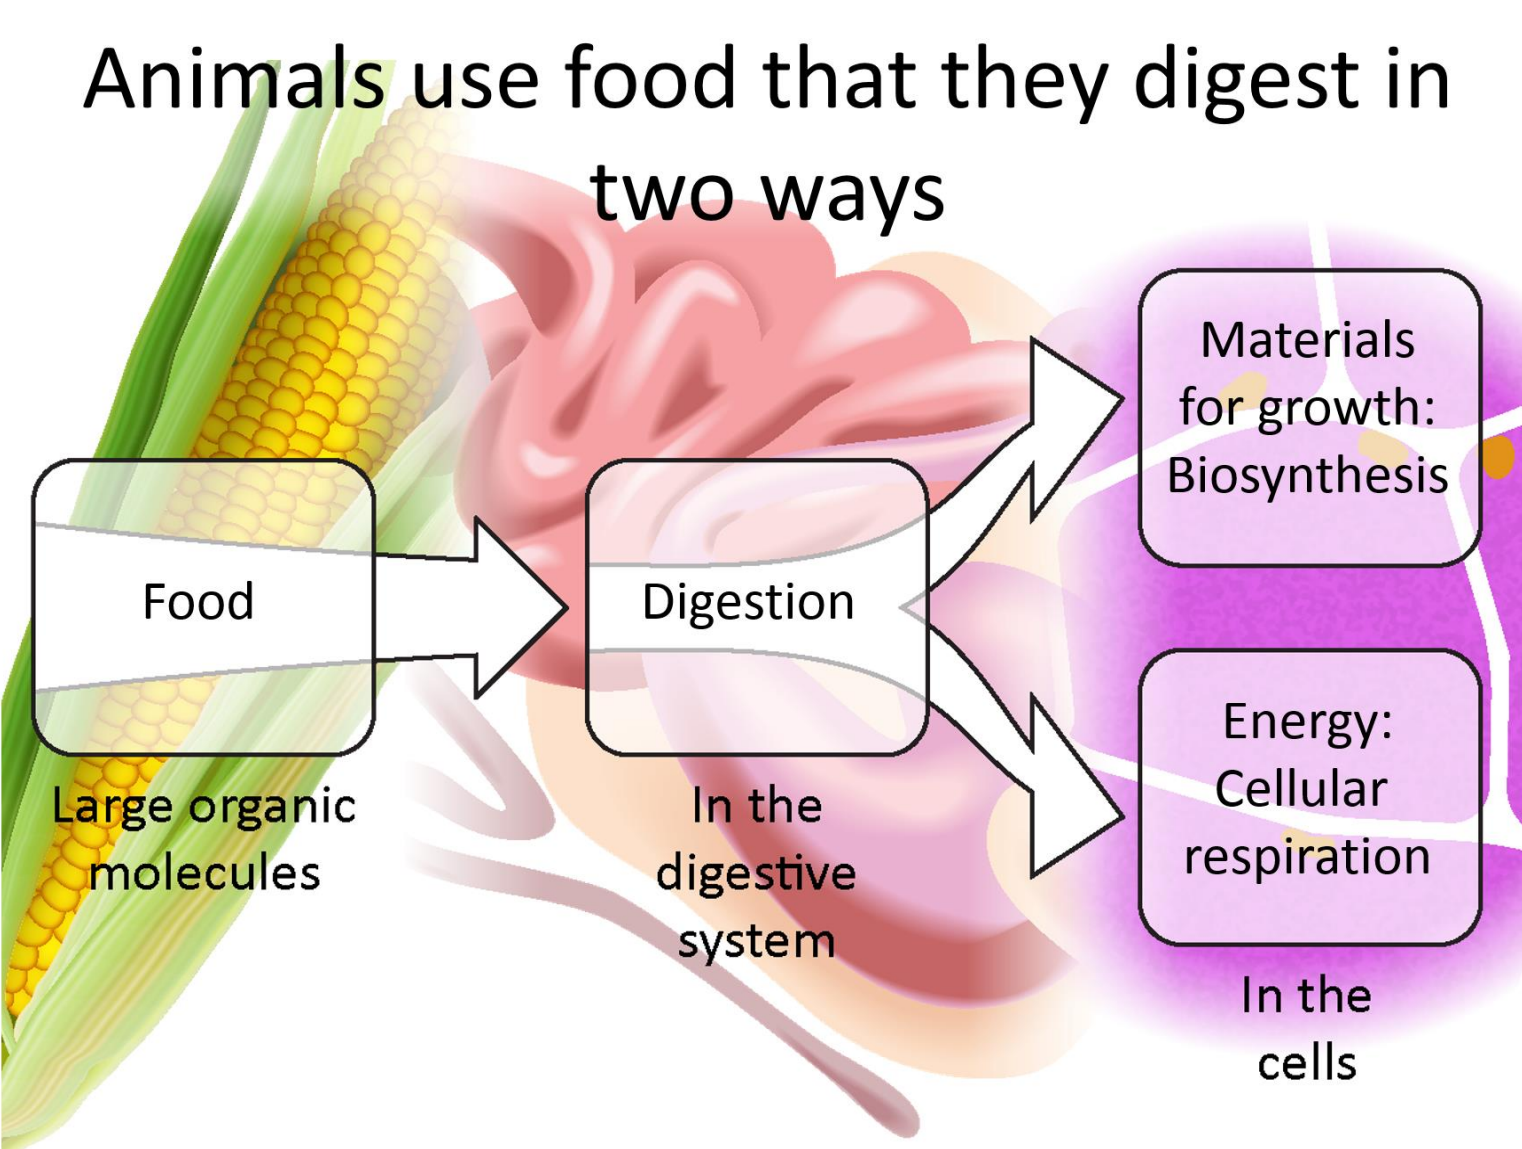 Animals use food that they digest in
two ways
Food
Large organic
molecules
Digestion
In the
digestive
system
Materials
for growth:
Biosynthesis
Energy:
Cellular
respiration
In the
cells